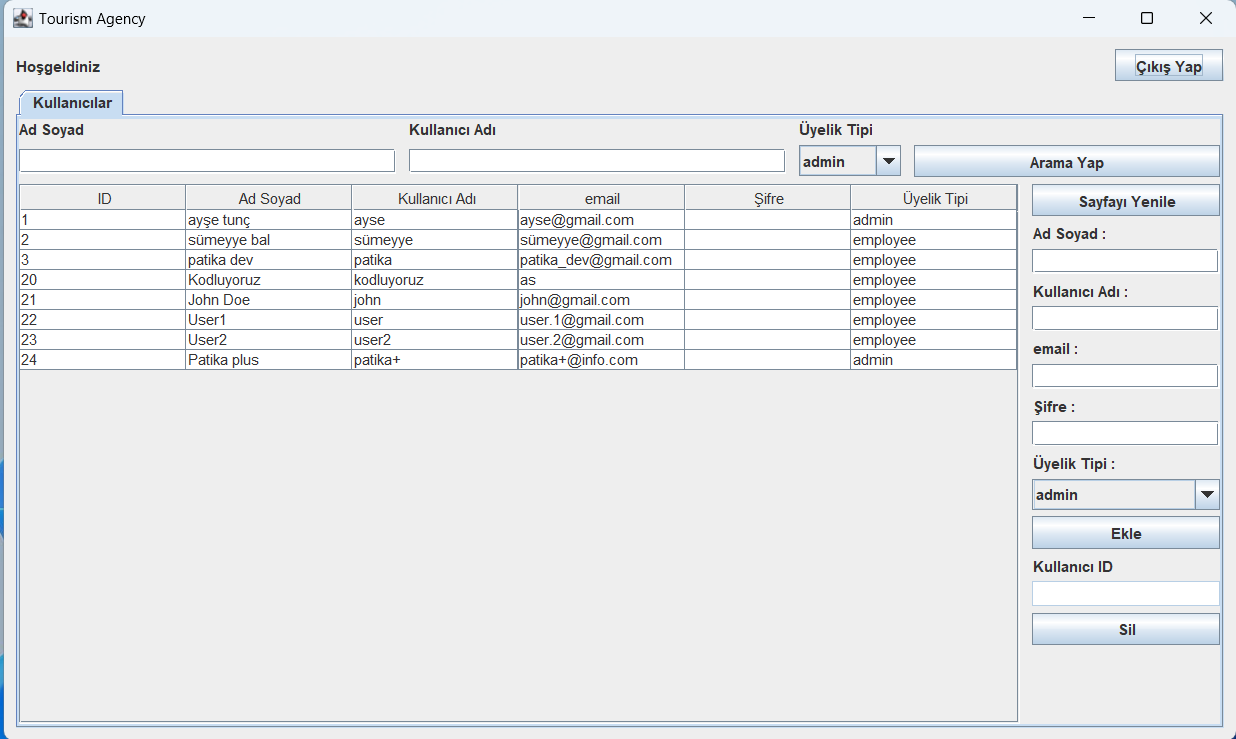 Tourism Agency
Hoşgeldiniz
Çıkış Yap
Kullanıcılar
Ad Soyad Kullanıcı Adı Üyelik Tipi
admin Arama Yap
ID Ad Soyad Kullanıcı Adı email Şifre Üyelik Tipi
1 ayşe tunç ayse ayse@gmail.com admin
2 sümeyye bal sümeyye sümeyye@gmail.com employee
3 patika dev patika patika_dev@gmail.com employee
20 Kodluyoruz kodluyoruz as employee
21 John Doe john john@gmail.com employee
22 User1 user user.1@gmail.com employee
23 User2 user2 user.2@gmail.com employee
24 Patika plus patika+ patika+@info.com admin
Sayfayı Yenile
Ad Soyad :
Kullanıcı Adı :
email :
Şifre :
Üyelik Tipi :
admin
Ekle
Kullanıcı ID
Sil